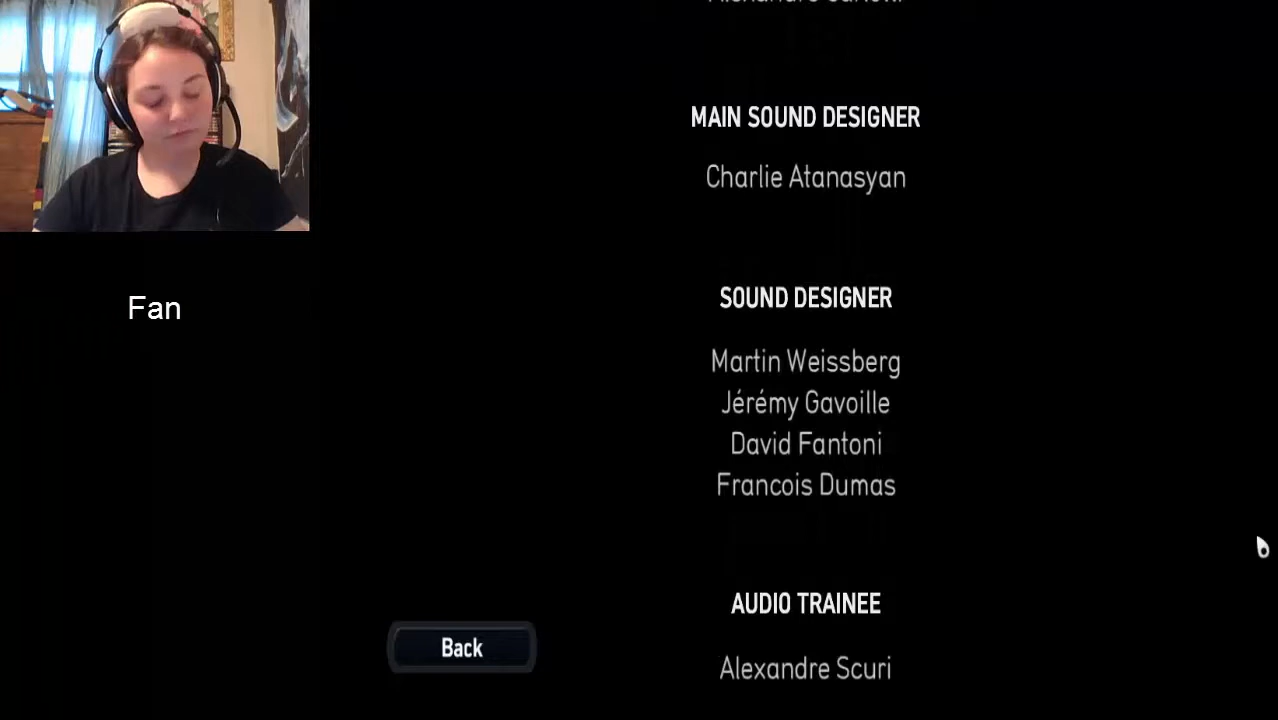 MAIN SOUND DESIGNER
Charlie Atanasyan
Fan
SOUND DESIGNER
Martin Weissberg
Jérémy Gavoille
David Fantoni
Francois Dumas
AUDIO TRAINEE
Back
Alexandre Scuri